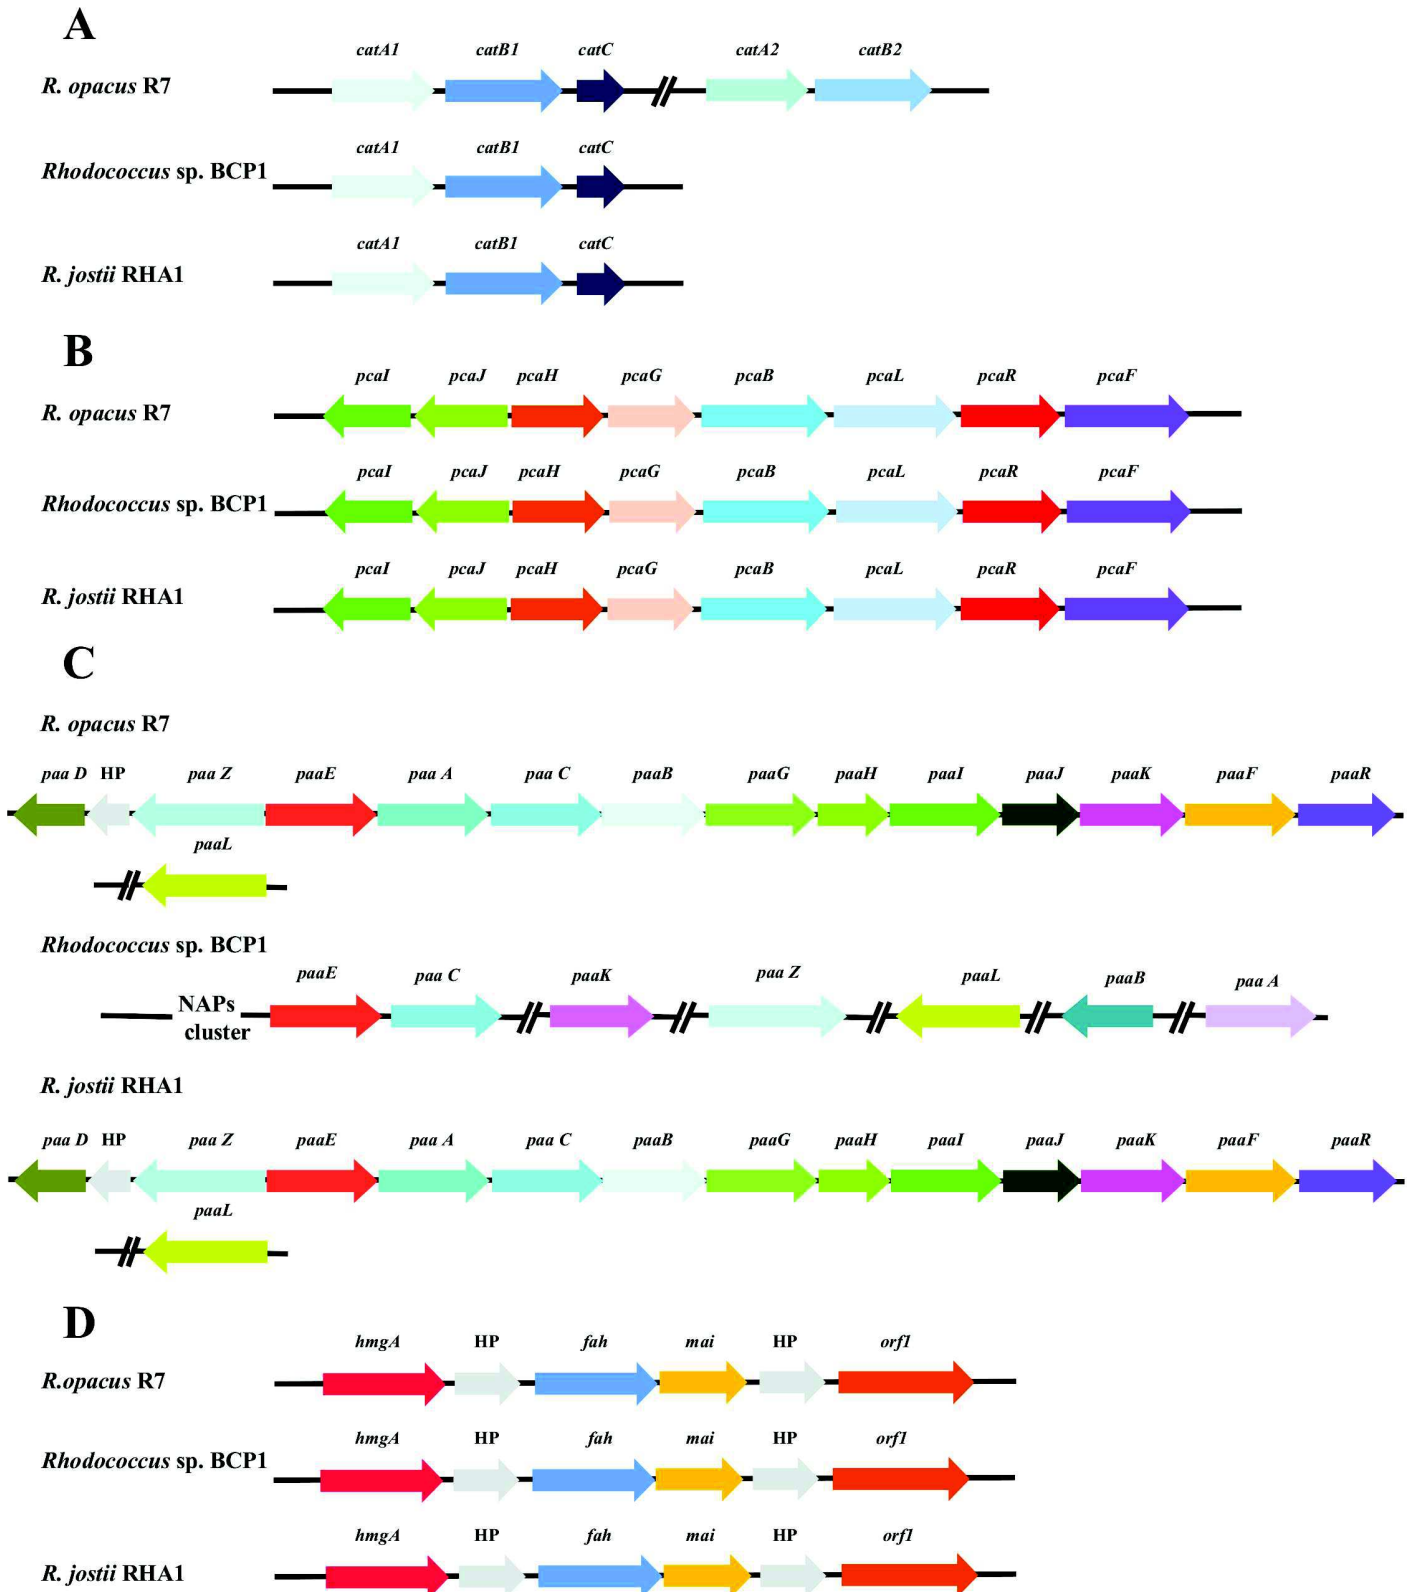 A
catA1 catB1 catC catA2 catB2
R. opacus R7
catA1 catB1 catC
Rhodococcus sp. BCP1
catA1 catB1 catC
R. jostii RHA1
B
pcaI pcaJ pcaH pcaG pcaB pcaL pcaR pcaF
R. opacus R7
pcaI pcaJ pcaH pcaG pcaB pcaL pcaR pcaF
Rhodococcus sp. BCP1
pcaI pcaJ pcaH pcaG pcaB pcaL pcaR pcaF
R. jostii RHA1
C
R. opacus R7
paa D HP paa Z paaE paa A paa C paaB paaG paaH paaI paaJ paaK paaF paaR
paaL
Rhodococcus sp. BCP1
paaE paa C paaK paa Z paaL paaB paa A
NAPs
cluster
R. jostii RHA1
paa D HP paa Z paaE paa A paa C paaB paaG paaH paaI paaJ paaK paaF paaR
paaL
D
hmgA HP fah mai HP orf1
R.opacus R7
hmgA HP fah mai HP orf1
Rhodococcus sp. BCP1
hmgA HP fah mai HP orf1
R. jostii RHA1